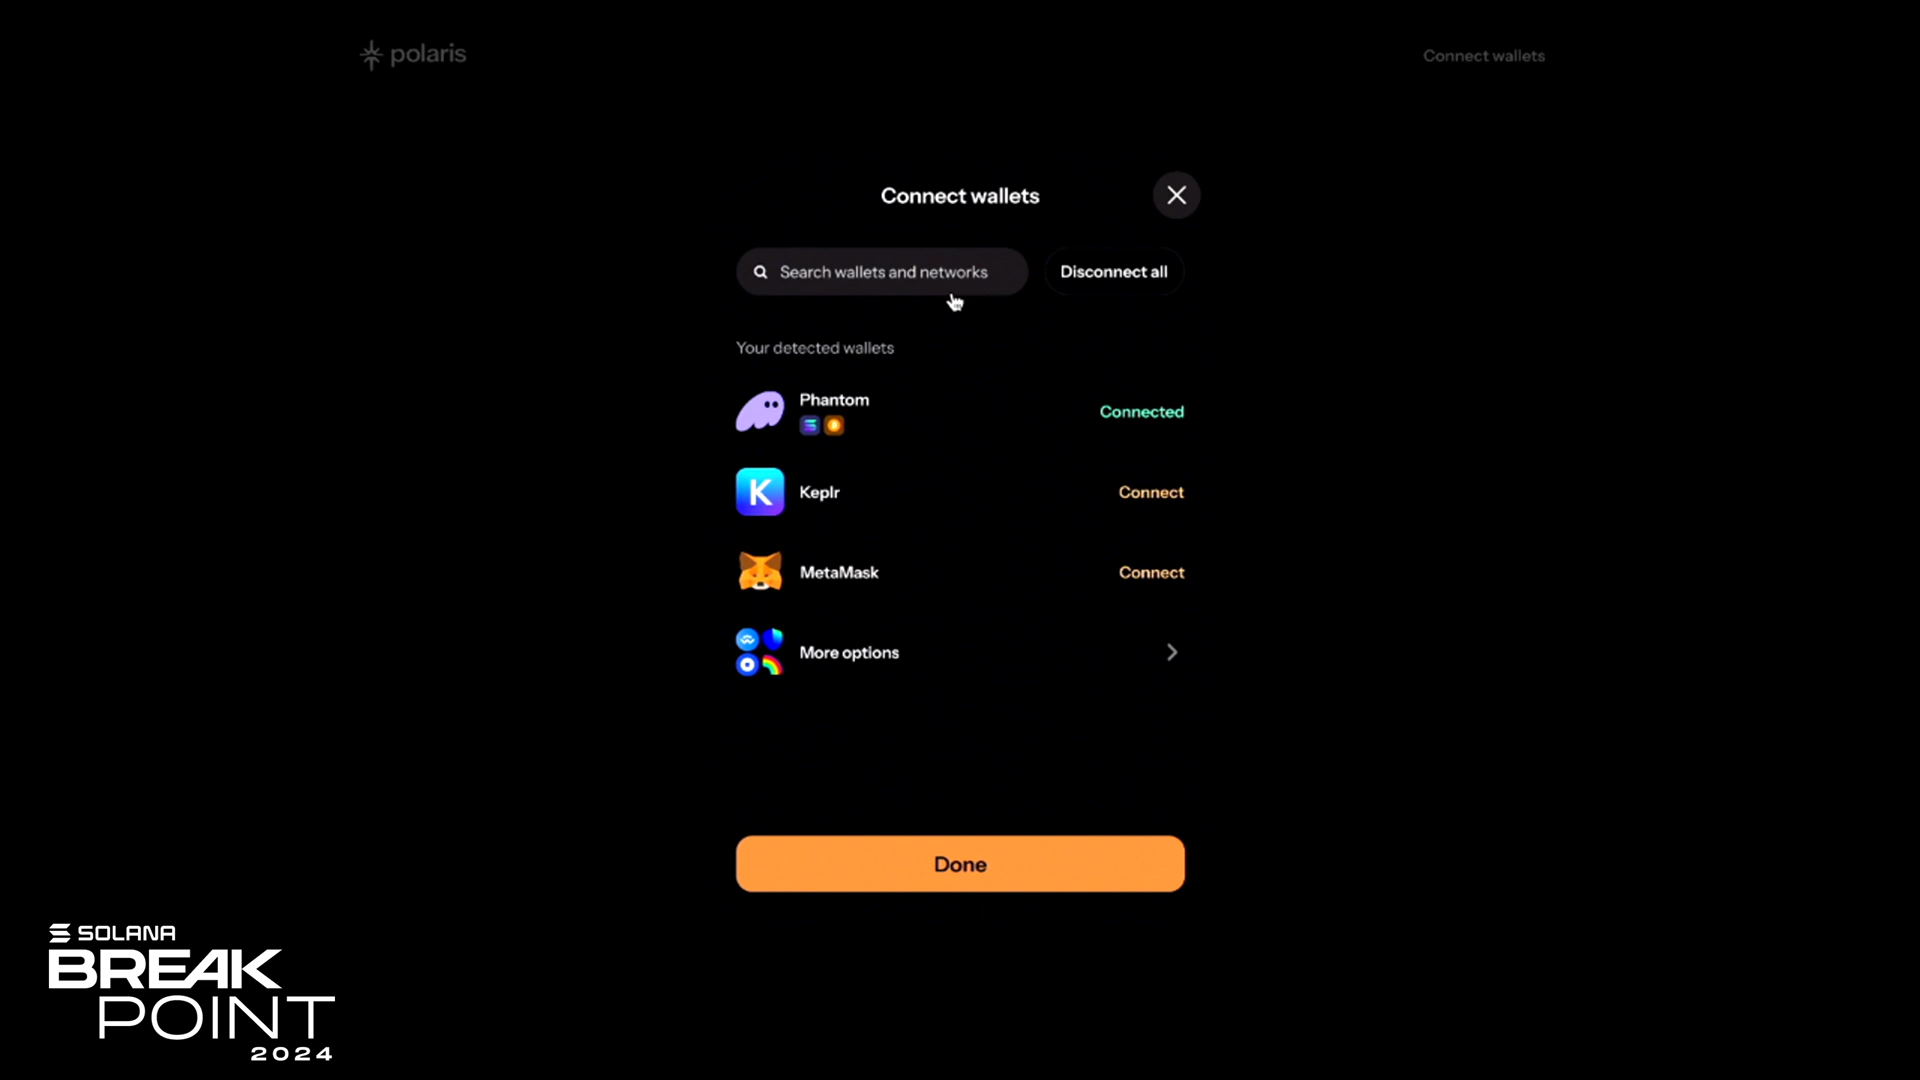 polaris
Connect wallets
Connect wallets
Search wallets and networks
Disconnect all
Your detected wallets
Phantom
Connected
K
Keplr
Connect
MetaMask
Connect
More options
Done
SOLANA
BREAK
POINT
2024